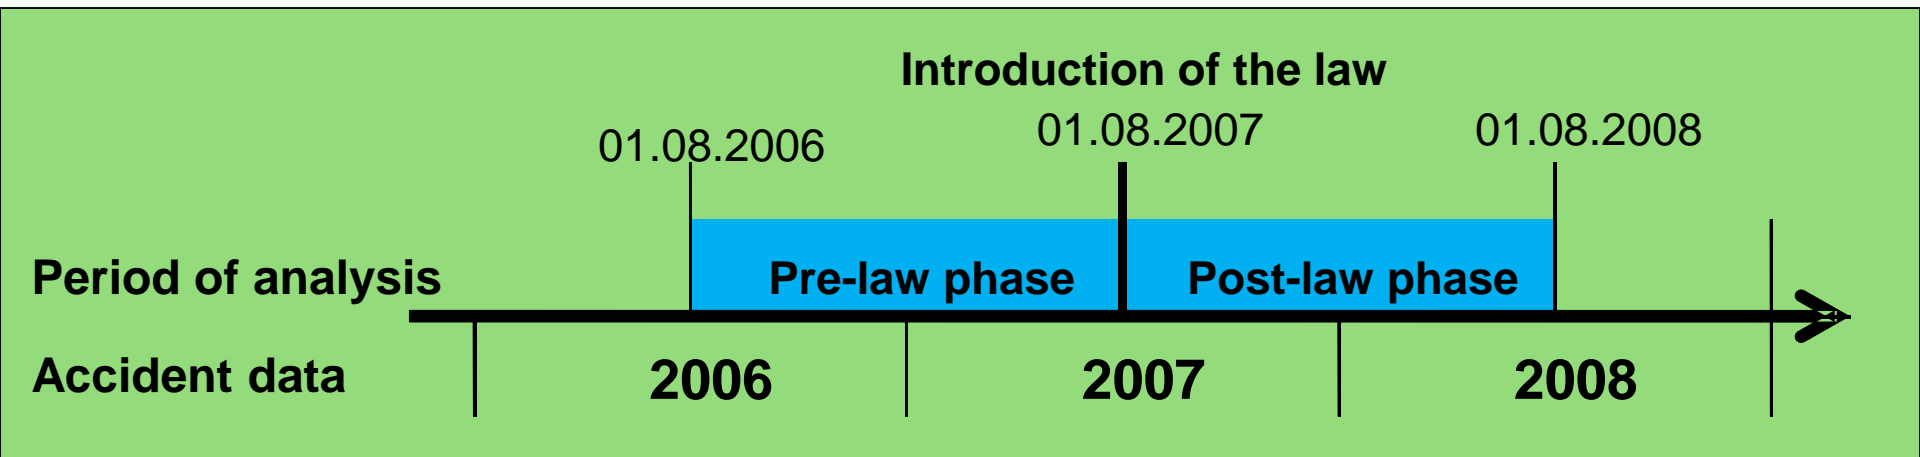 Introduction of the law
01.08.2006 01.08.2007 01.08.2008
Period of analysis Pre-law phase Post-law phase
Accident data 2006 2007 2008